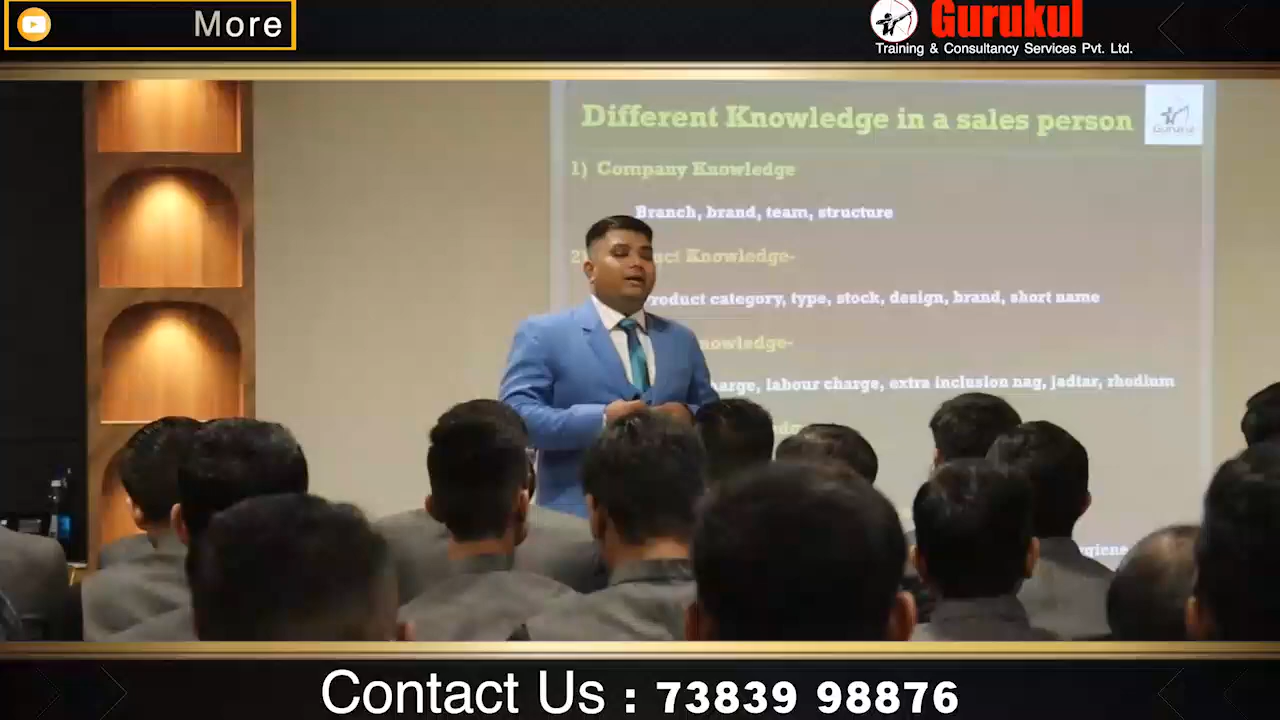 More
Gurukul
Training & Consultancy Services Pvt. Ltd.
Different Knowledge in a sales person
1) Company Knowledge
Branch, brand, team, structure
Knowledge-
product category, type, stock, design, brand, short name
labour charge, extra inclusion nag, jadtar, rhodium
Contact Us : 73839 98876